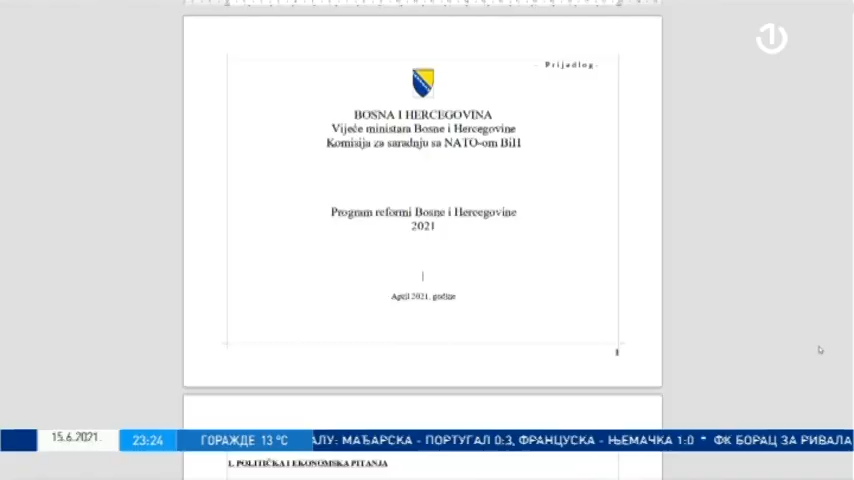 - Prijedlog-
BOSNA I HERCEGOVINA
Vijeće ministara Bosne i Hercegovine
Komisija za saradnju sa NATO-om BiH
Program reformi Bosne i Hercegovine
2021
April 2021. godine
15.6.2021.
23:24
ГОРАЖДЕ 13 °C
АЛУ: МАЂАРСКА - ПОРТУГАЛ 0:3, ФРАНЦУСКА - ЊЕМАЧКА 1:0 * ФК БОРАЦ ЗА РИВАЛА
1. POLITIČKA I EKONOMSKA PITANJA